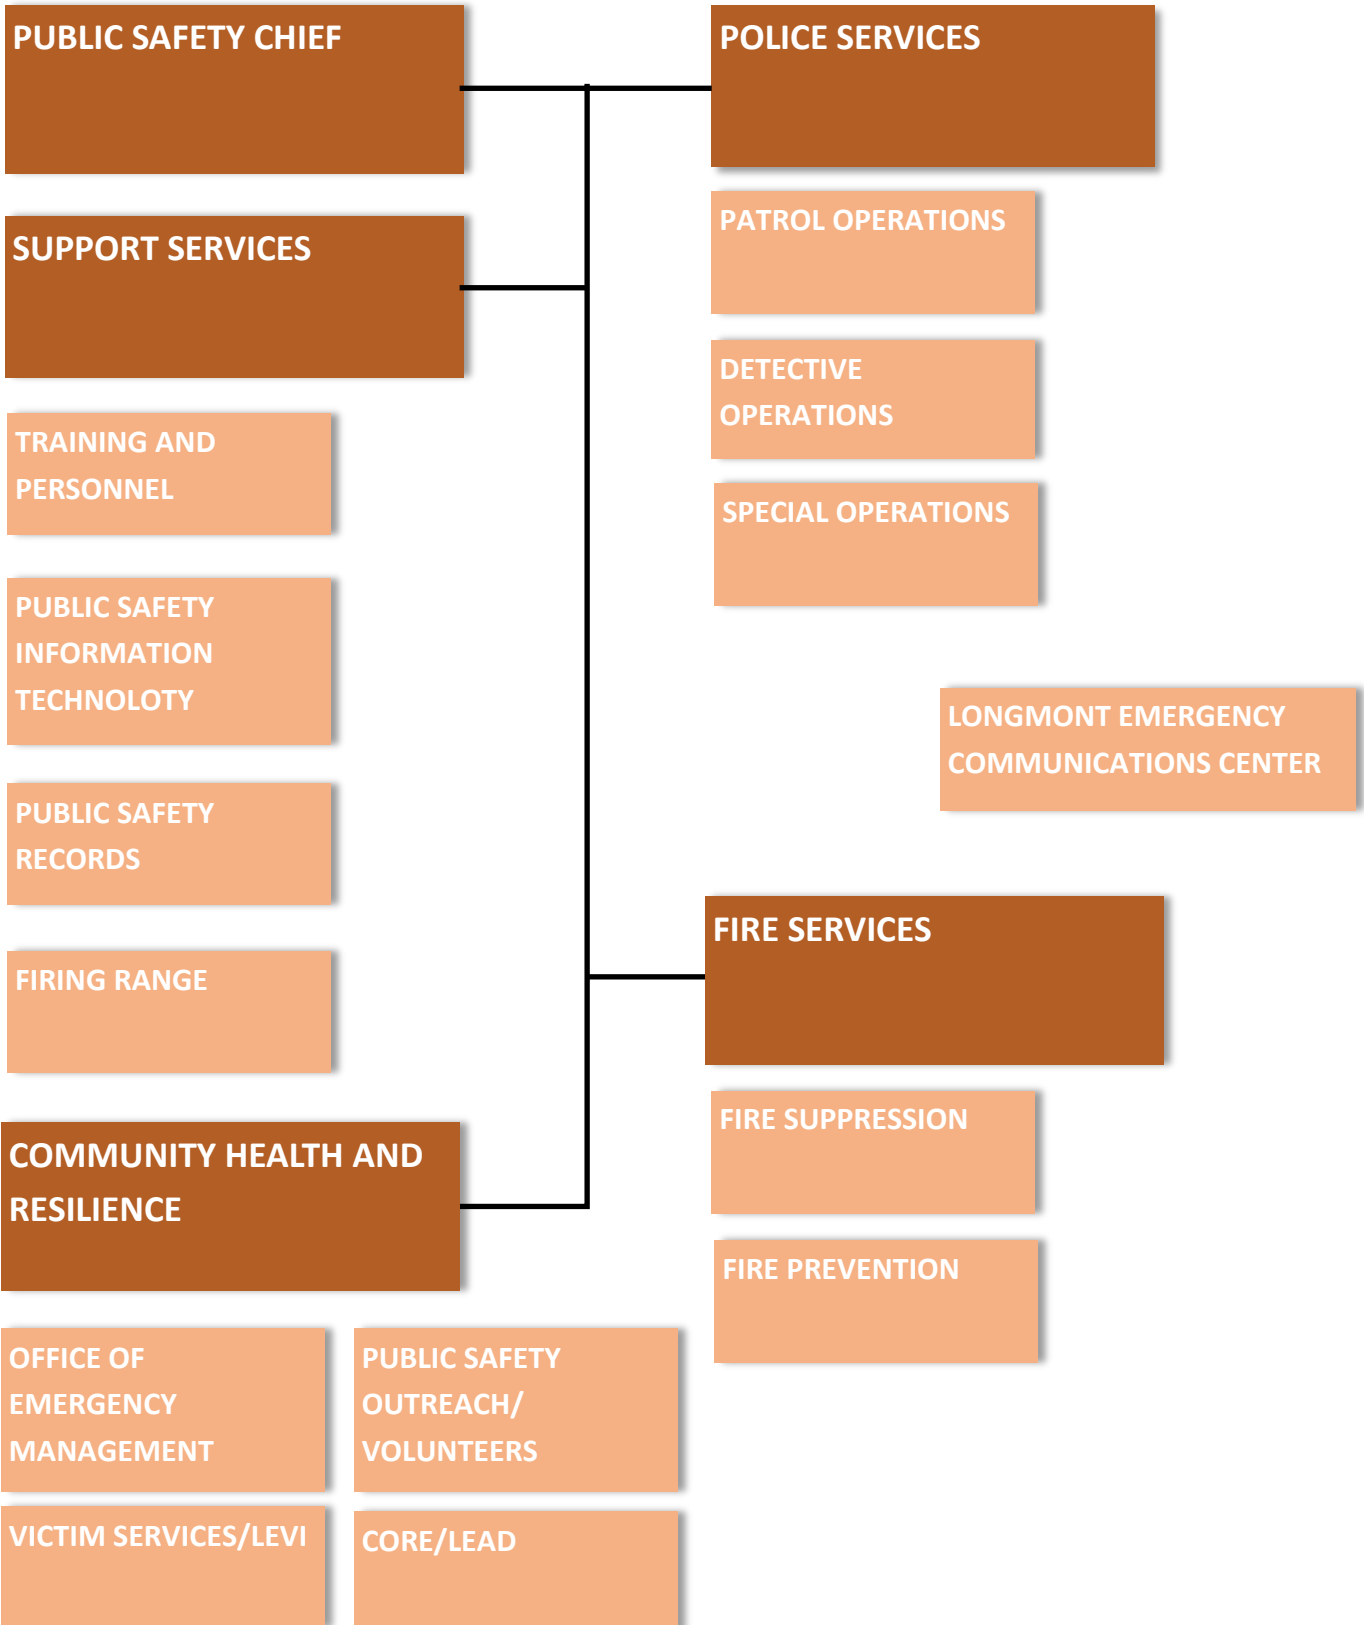 PUBLIC SAFETY CHIEF
SUPPORT SERVICES
TRAINING AND
PERSONNEL
PUBLIC SAFETY
INFORMATION
TECHNOLOTY
PUBLIC SAFETY
RECORDS
FIRING RANGE
COMMUNITY HEALTH AND
RESILIENCE
OFFICE OF
EMERGENCY
MANAGEMENT
PUBLIC SAFETY
OUTREACH/
VOLUNTEERS
VICTIM SERVICES/LEVI
CORE/LEAD
POLICE SERVICES
PATROL OPERATIONS
DETECTIVE
OPERATIONS
SPECIAL OPERATIONS
LONGMONT EMERGENCY
COMMUNICATIONS CENTER
FIRE SERVICES
FIRE SUPPRESSION
FIRE PREVENTION